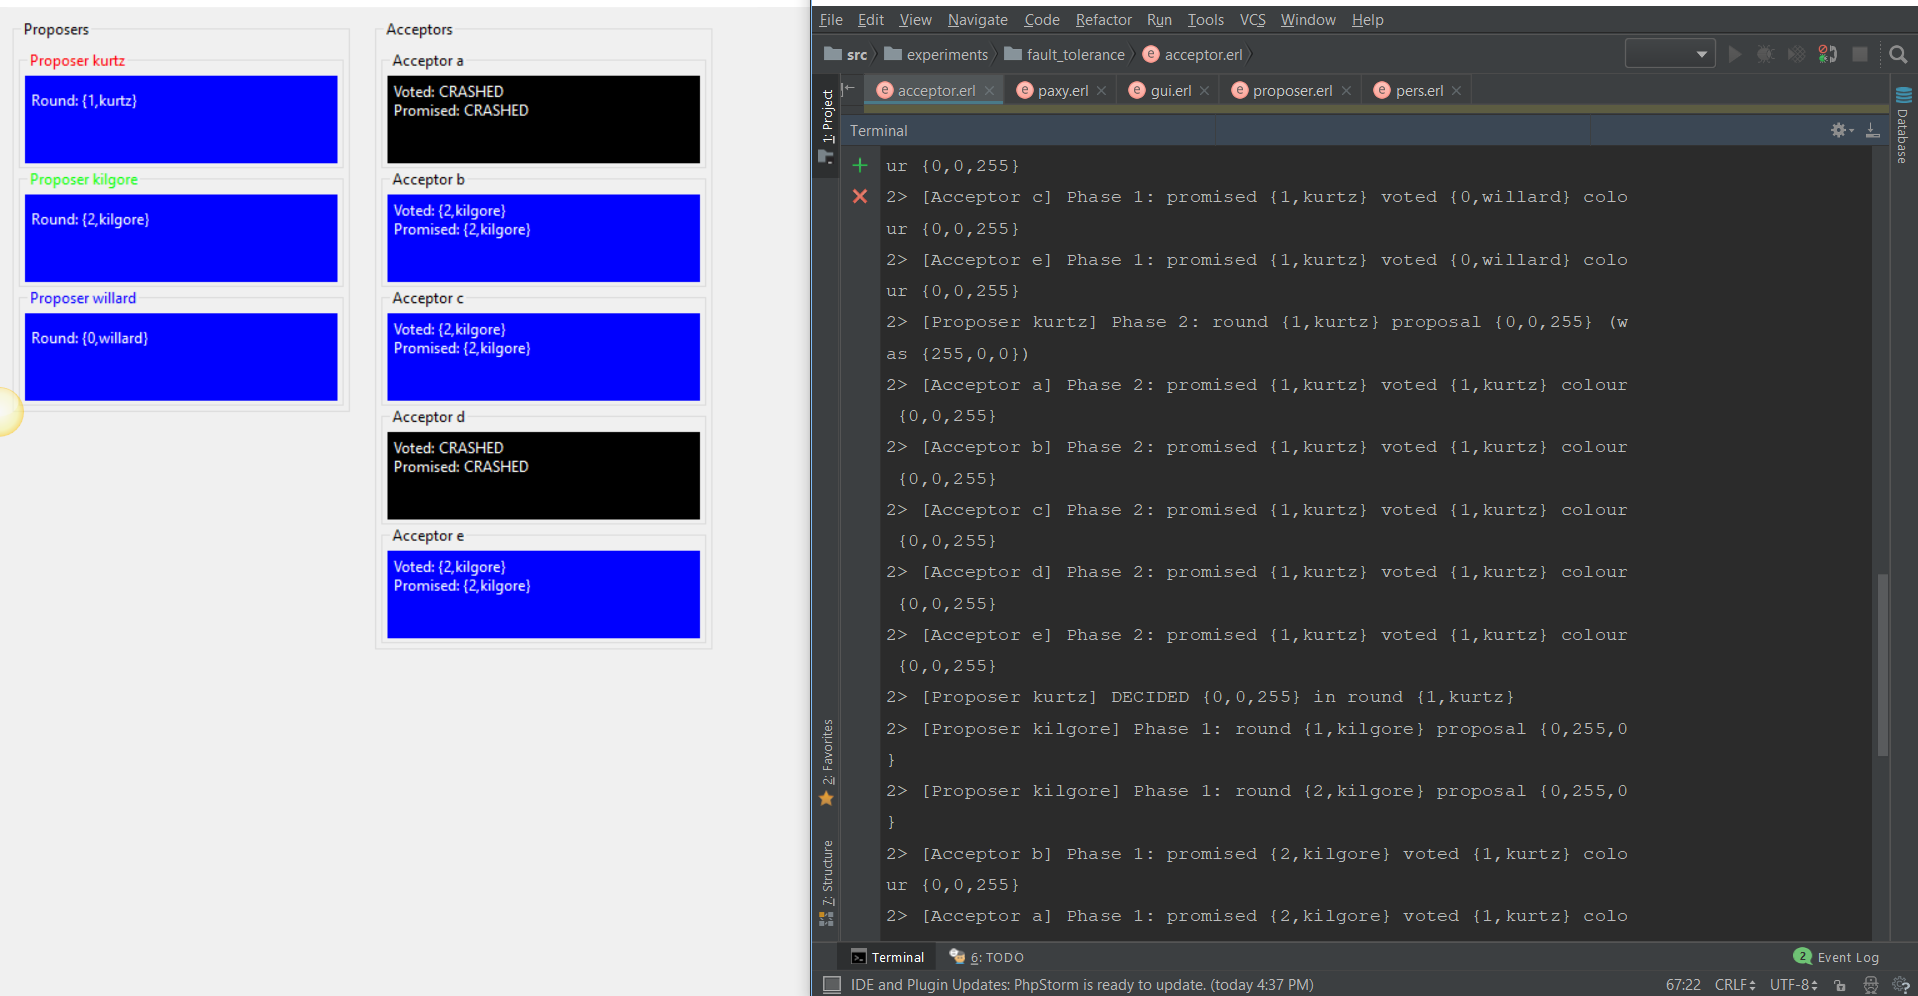 Proposers
Proposer kurtz
Round: {1,kurtz}
Proposer kilgore
Round: {2,kilgore}
Proposer willard
Round: {0,willard}
Acceptors
Acceptor a
Voted: CRASHED
Promised: CRASHED
Acceptor b
Voted: {2,kilgore}
Promised: {2,kilgore}
Acceptor c
Voted: {2,kilgore}
Promised: {2,kilgore}
Acceptor d
Voted: CRASHED
Promised: CRASHED
Acceptor e
Voted: {2,kilgore}
Promised: {2,kilgore}
File Edit View Navigate Code Refactor Run Tools VCS Window Help
src experiments fault_tolerance acceptor.erl
1: Project
acceptor.erl paxy.erl gui.erl proposer.erl pers.erl
Database
Terminal
ur {0,0,255}
2> [Acceptor c] Phase 1: promised {1,kurtz} voted {0,willard} colo
ur {0,0,255}
2> [Acceptor e] Phase 1: promised {1,kurtz} voted {0,willard} colo
ur {0,0,255}
2> [Proposer kurtz] Phase 2: round {1,kurtz} proposal {0,0,255} (w
as {255,0,0})
2> [Acceptor a] Phase 2: promised {1,kurtz} voted {1,kurtz} colour
{0,0,255}
2> [Acceptor b] Phase 2: promised {1,kurtz} voted {1,kurtz} colour
{0,0,255}
2> [Acceptor c] Phase 2: promised {1,kurtz} voted {1,kurtz} colour
{0,0,255}
2> [Acceptor d] Phase 2: promised {1,kurtz} voted {1,kurtz} colour
{0,0,255}
2> [Acceptor e] Phase 2: promised {1,kurtz} voted {1,kurtz} colour
{0,0,255}
2> [Proposer kurtz] DECIDED {0,0,255} in round {1,kurtz}
2> [Proposer kilgore] Phase 1: round {1,kilgore} proposal {0,255,0
}
2> [Proposer kilgore] Phase 1: round {2,kilgore} proposal {0,255,0
}
2> [Acceptor b] Phase 1: promised {2,kilgore} voted {1,kurtz} colo
ur {0,0,255}
2> [Acceptor a] Phase 1: promised {2,kilgore} voted {1,kurtz} colo
2: Favorites
7: Structure
Terminal 6: TODO
2 Event Log
IDE and Plugin Updates: PhpStorm is ready to update. (today 4:37 PM)
67:22 CRLF UTF-8